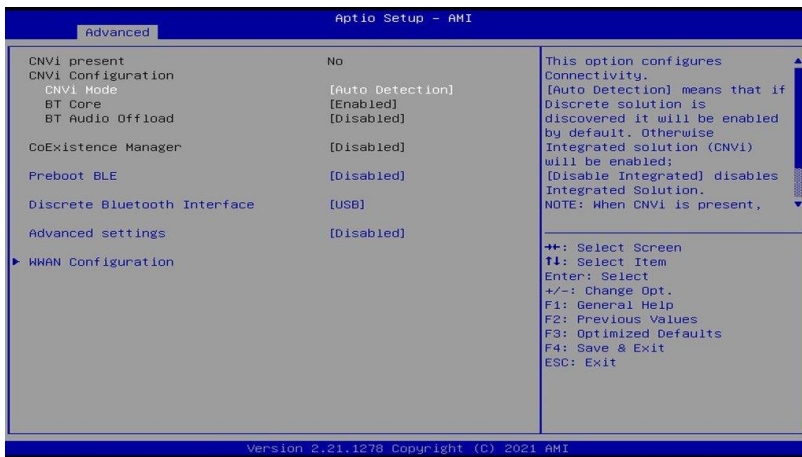 Aptio Setup - AMI
Advanced
CNVi present No
CNVi Configuration
CNVi Mode [Auto Detection]
BT Core [Enabled]
BT Audio Offload [Disabled]
CoExistence Manager [Disabled]
Preboot BLE [Disabled]
Discrete Bluetooth Interface [USB]
Advanced settings [Disabled]
▶ WWAN Configuration
This option configures
Connectivity.
[Auto Detection] means that if
Discrete solution is
discovered it will be enabled
by default. Otherwise
Integrated solution (CNVi)
will be enabled;
[Disable Integrated] disables
Integrated Solution.
NOTE: When CNVi is present,
→←: Select Screen
↑↓: Select Item
Enter: Select
+/-: Change Opt.
F1: General Help
F2: Previous Values
F3: Optimized Defaults
F4: Save & Exit
ESC: Exit
Version 2.21.1278 Copyright (C) 2021 AMI